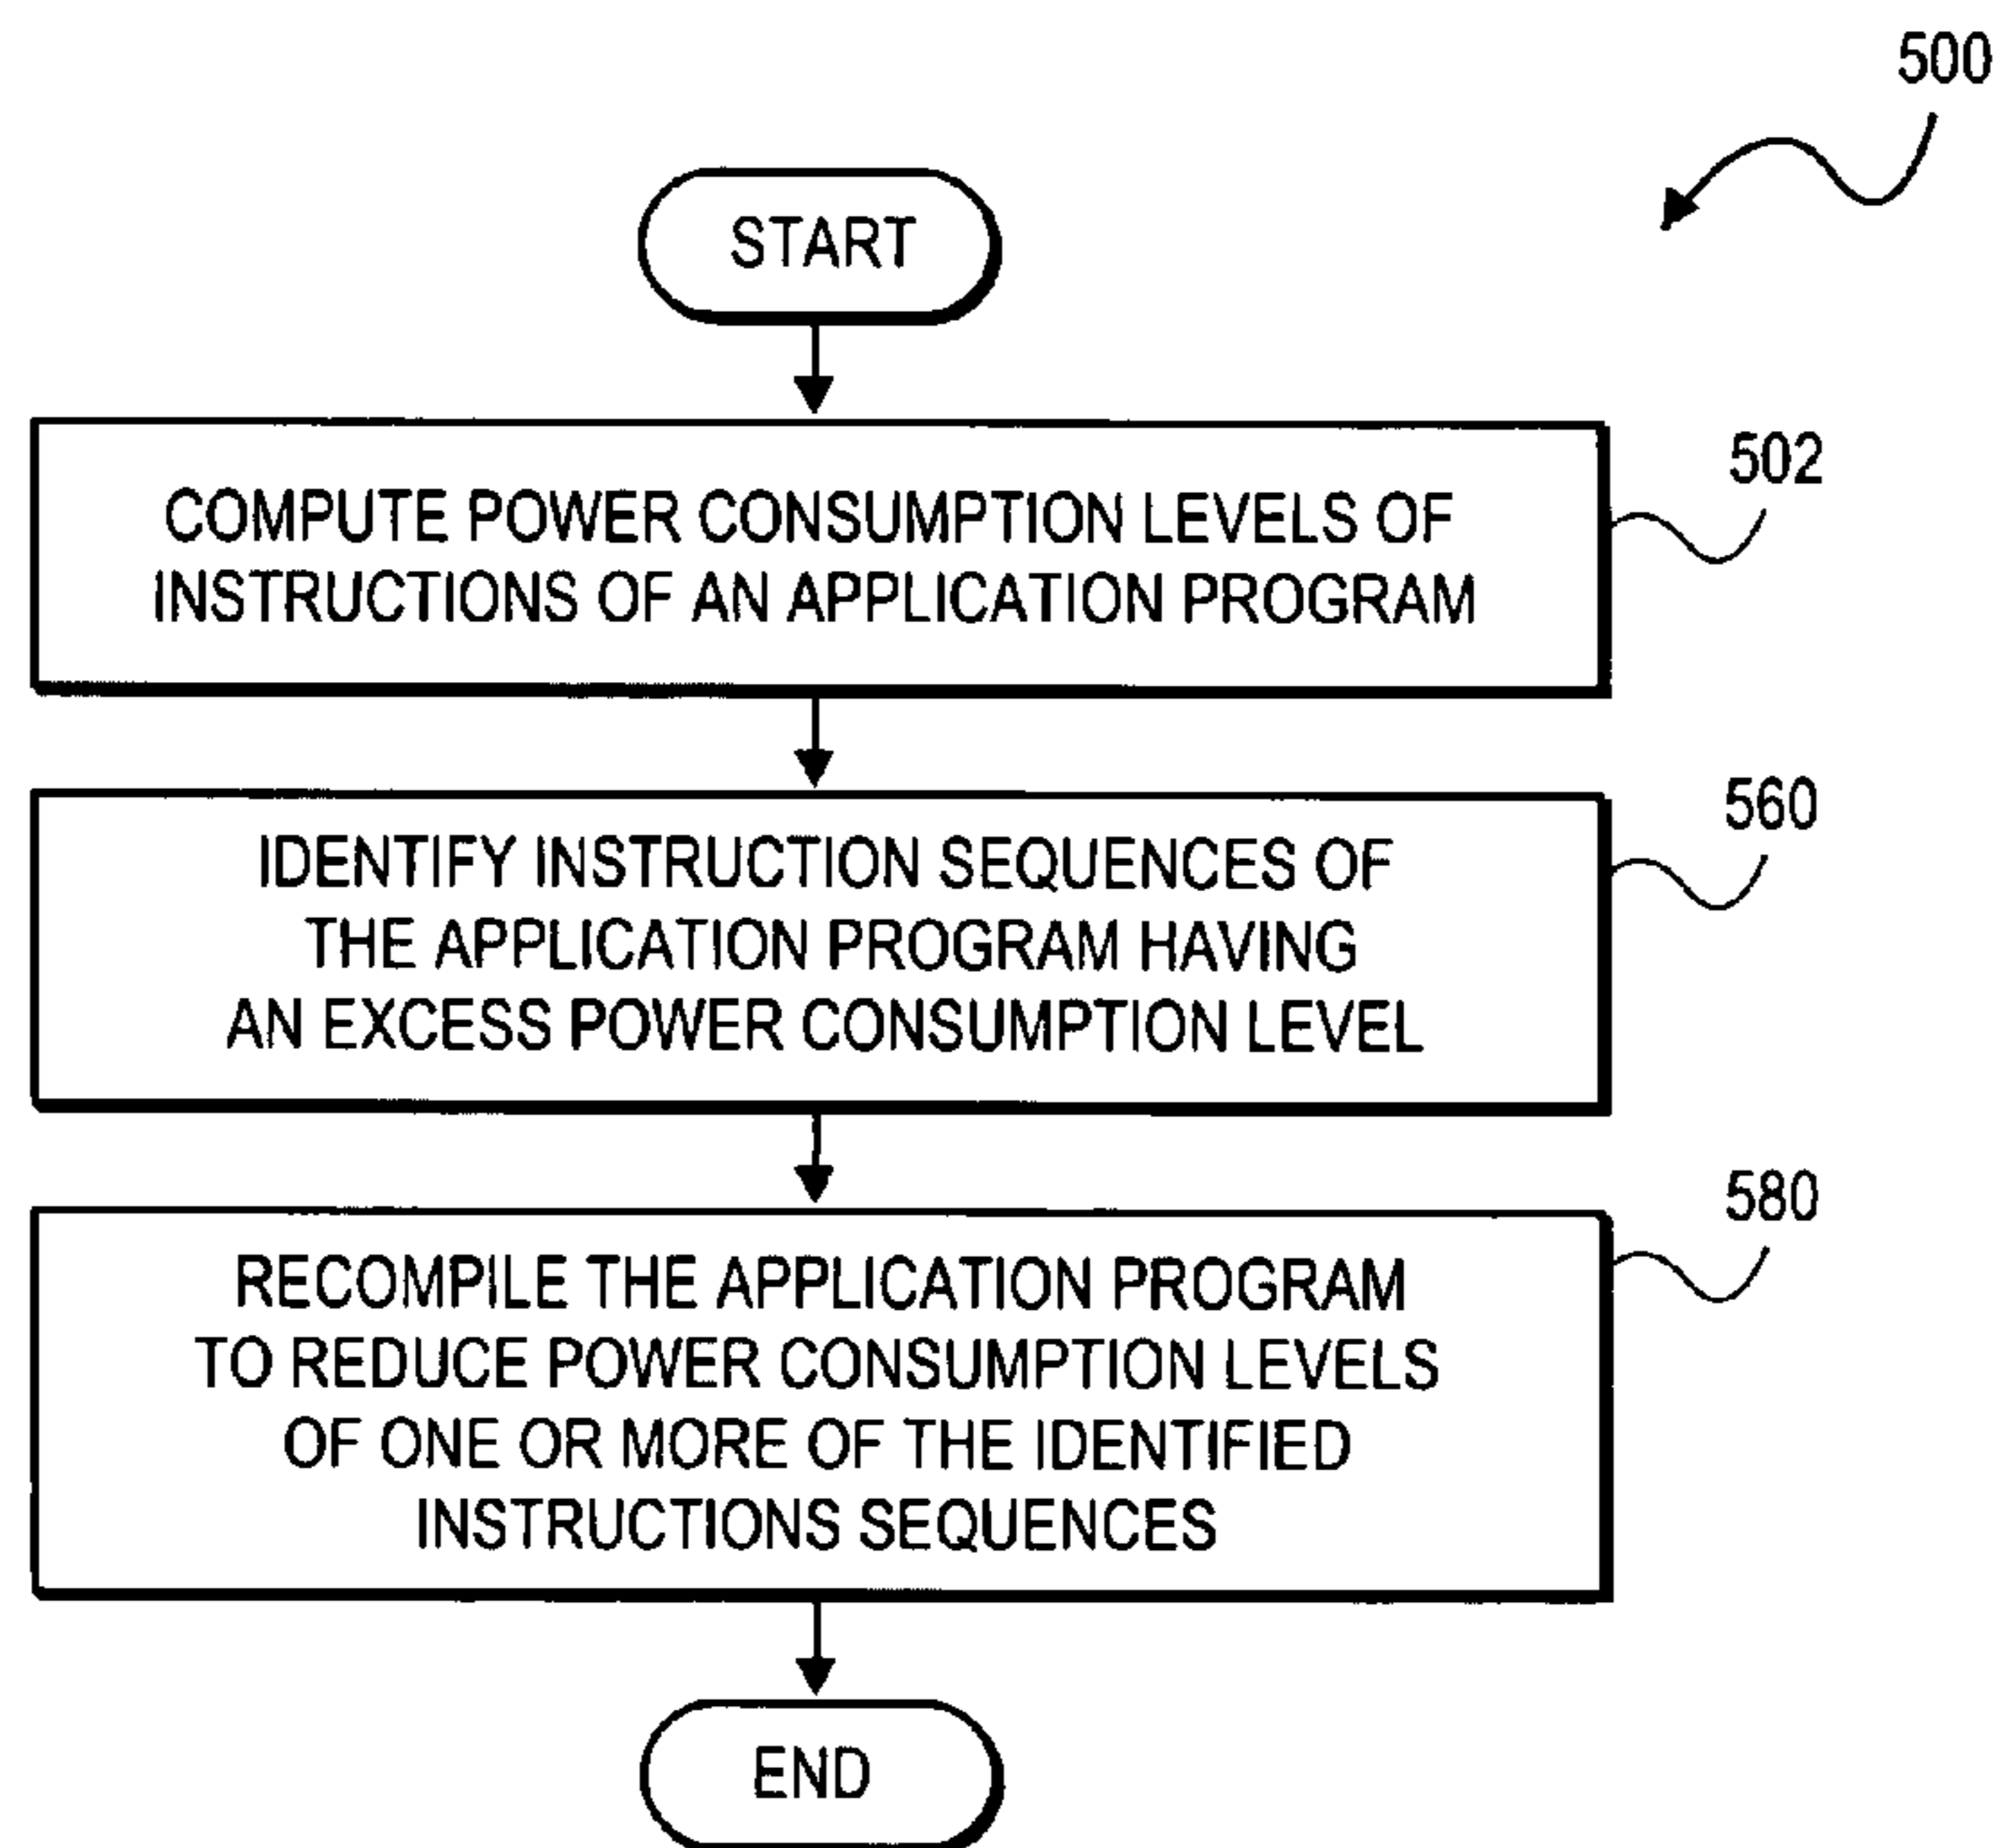 500
START
COMPUTE POWER CONSUMPTION LEVELS OF
INSTRUCTIONS OF AN APPLICATION PROGRAM
502
IDENTIFY INSTRUCTION SEQUENCES OF
THE APPLICATION PROGRAM HAVING
AN EXCESS POWER CONSUMPTION LEVEL
560
RECOMPILE THE APPLICATION PROGRAM
TO REDUCE POWER CONSUMPTION LEVELS
OF ONE OR MORE OF THE IDENTIFIED
INSTRUCTIONS SEQUENCES
580
END